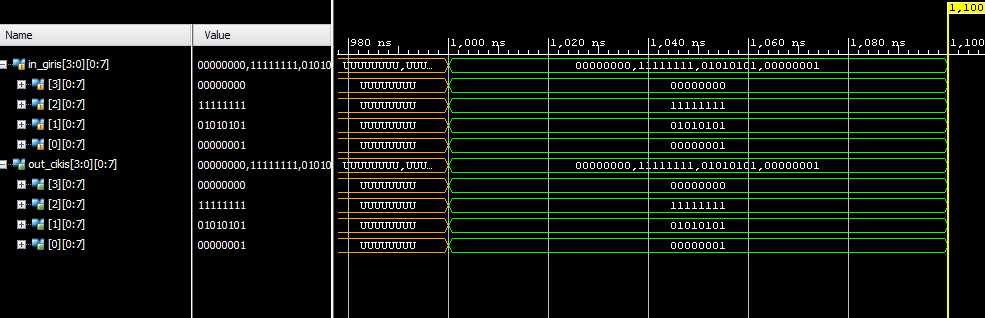 1,100
Name Value 980 ns 1,000 ns 1,020 ns 1,040 ns 1,060 ns 1,080 ns 1,100
in_giris[3:0][0:7] 00000000,11111111,01010 UUUUUUUU,UUU... 00000000,11111111,01010101,00000001
[3][0:7] 00000000 UUUUUUUU 00000000
[2][0:7] 11111111 UUUUUUUU 11111111
[1][0:7] 01010101 UUUUUUUU 01010101
[0][0:7] 00000001 UUUUUUUU 00000001
out_cikis[3:0][0:7] 00000000,11111111,01010 UUUUUUUU,UUU... 00000000,11111111,01010101,00000001
[3][0:7] 00000000 UUUUUUUU 00000000
[2][0:7] 11111111 UUUUUUUU 11111111
[1][0:7] 01010101 UUUUUUUU 01010101
[0][0:7] 00000001 UUUUUUUU 00000001